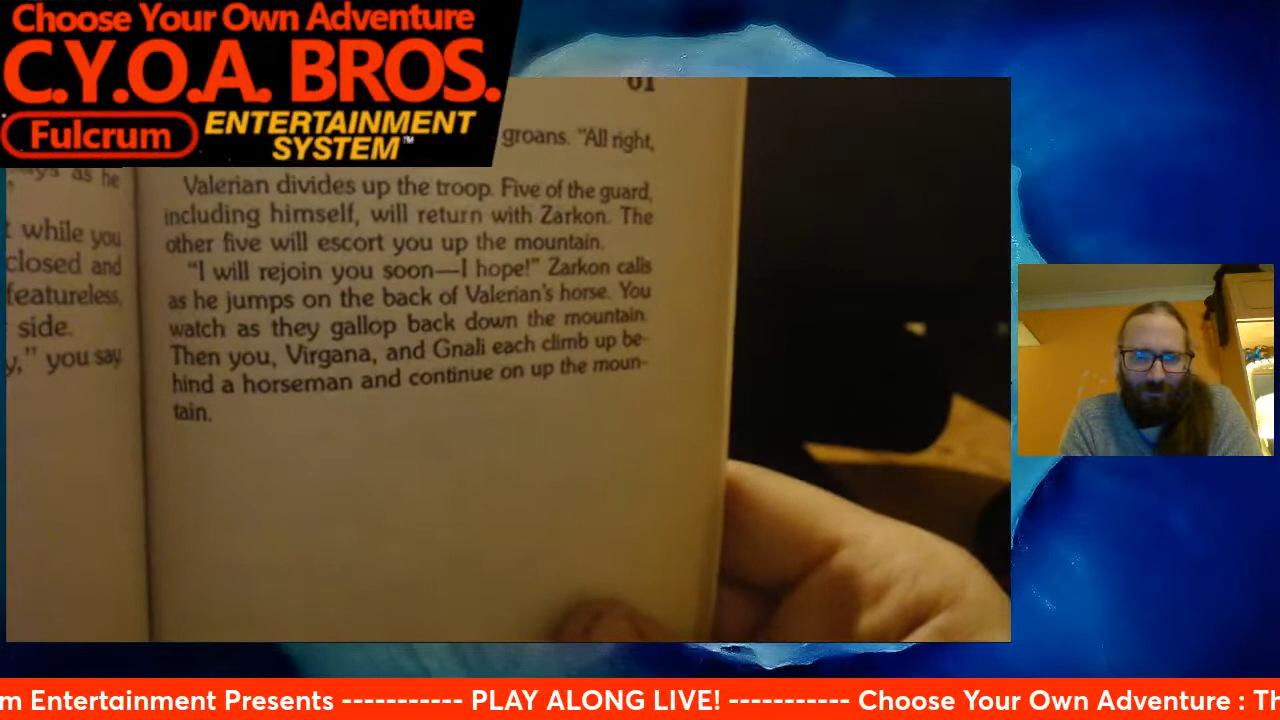 Choose Your Own Adventure
C.Y.O.A. BROS.
Fulcrum
ENTERTAINMENT
SYSTEM™
61
groans. "All right,
Valerian divides up the troop. Five of the guard,
including himself, will return with Zarkon. The
other five will escort you up the mountain.
"I will rejoin you soon—I hope!" Zarkon calls
as he jumps on the back of Valerian's horse. You
watch as they gallop back down the mountain.
Then you, Virgana, and Gnali each climb up be-
hind a horseman and continue on up the moun-
tain.
as he
while you
closed and
featureless,
side.
y," you say
m Entertainment Presents ----------- PLAY ALONG LIVE! ----------- Choose Your Own Adventure : Th